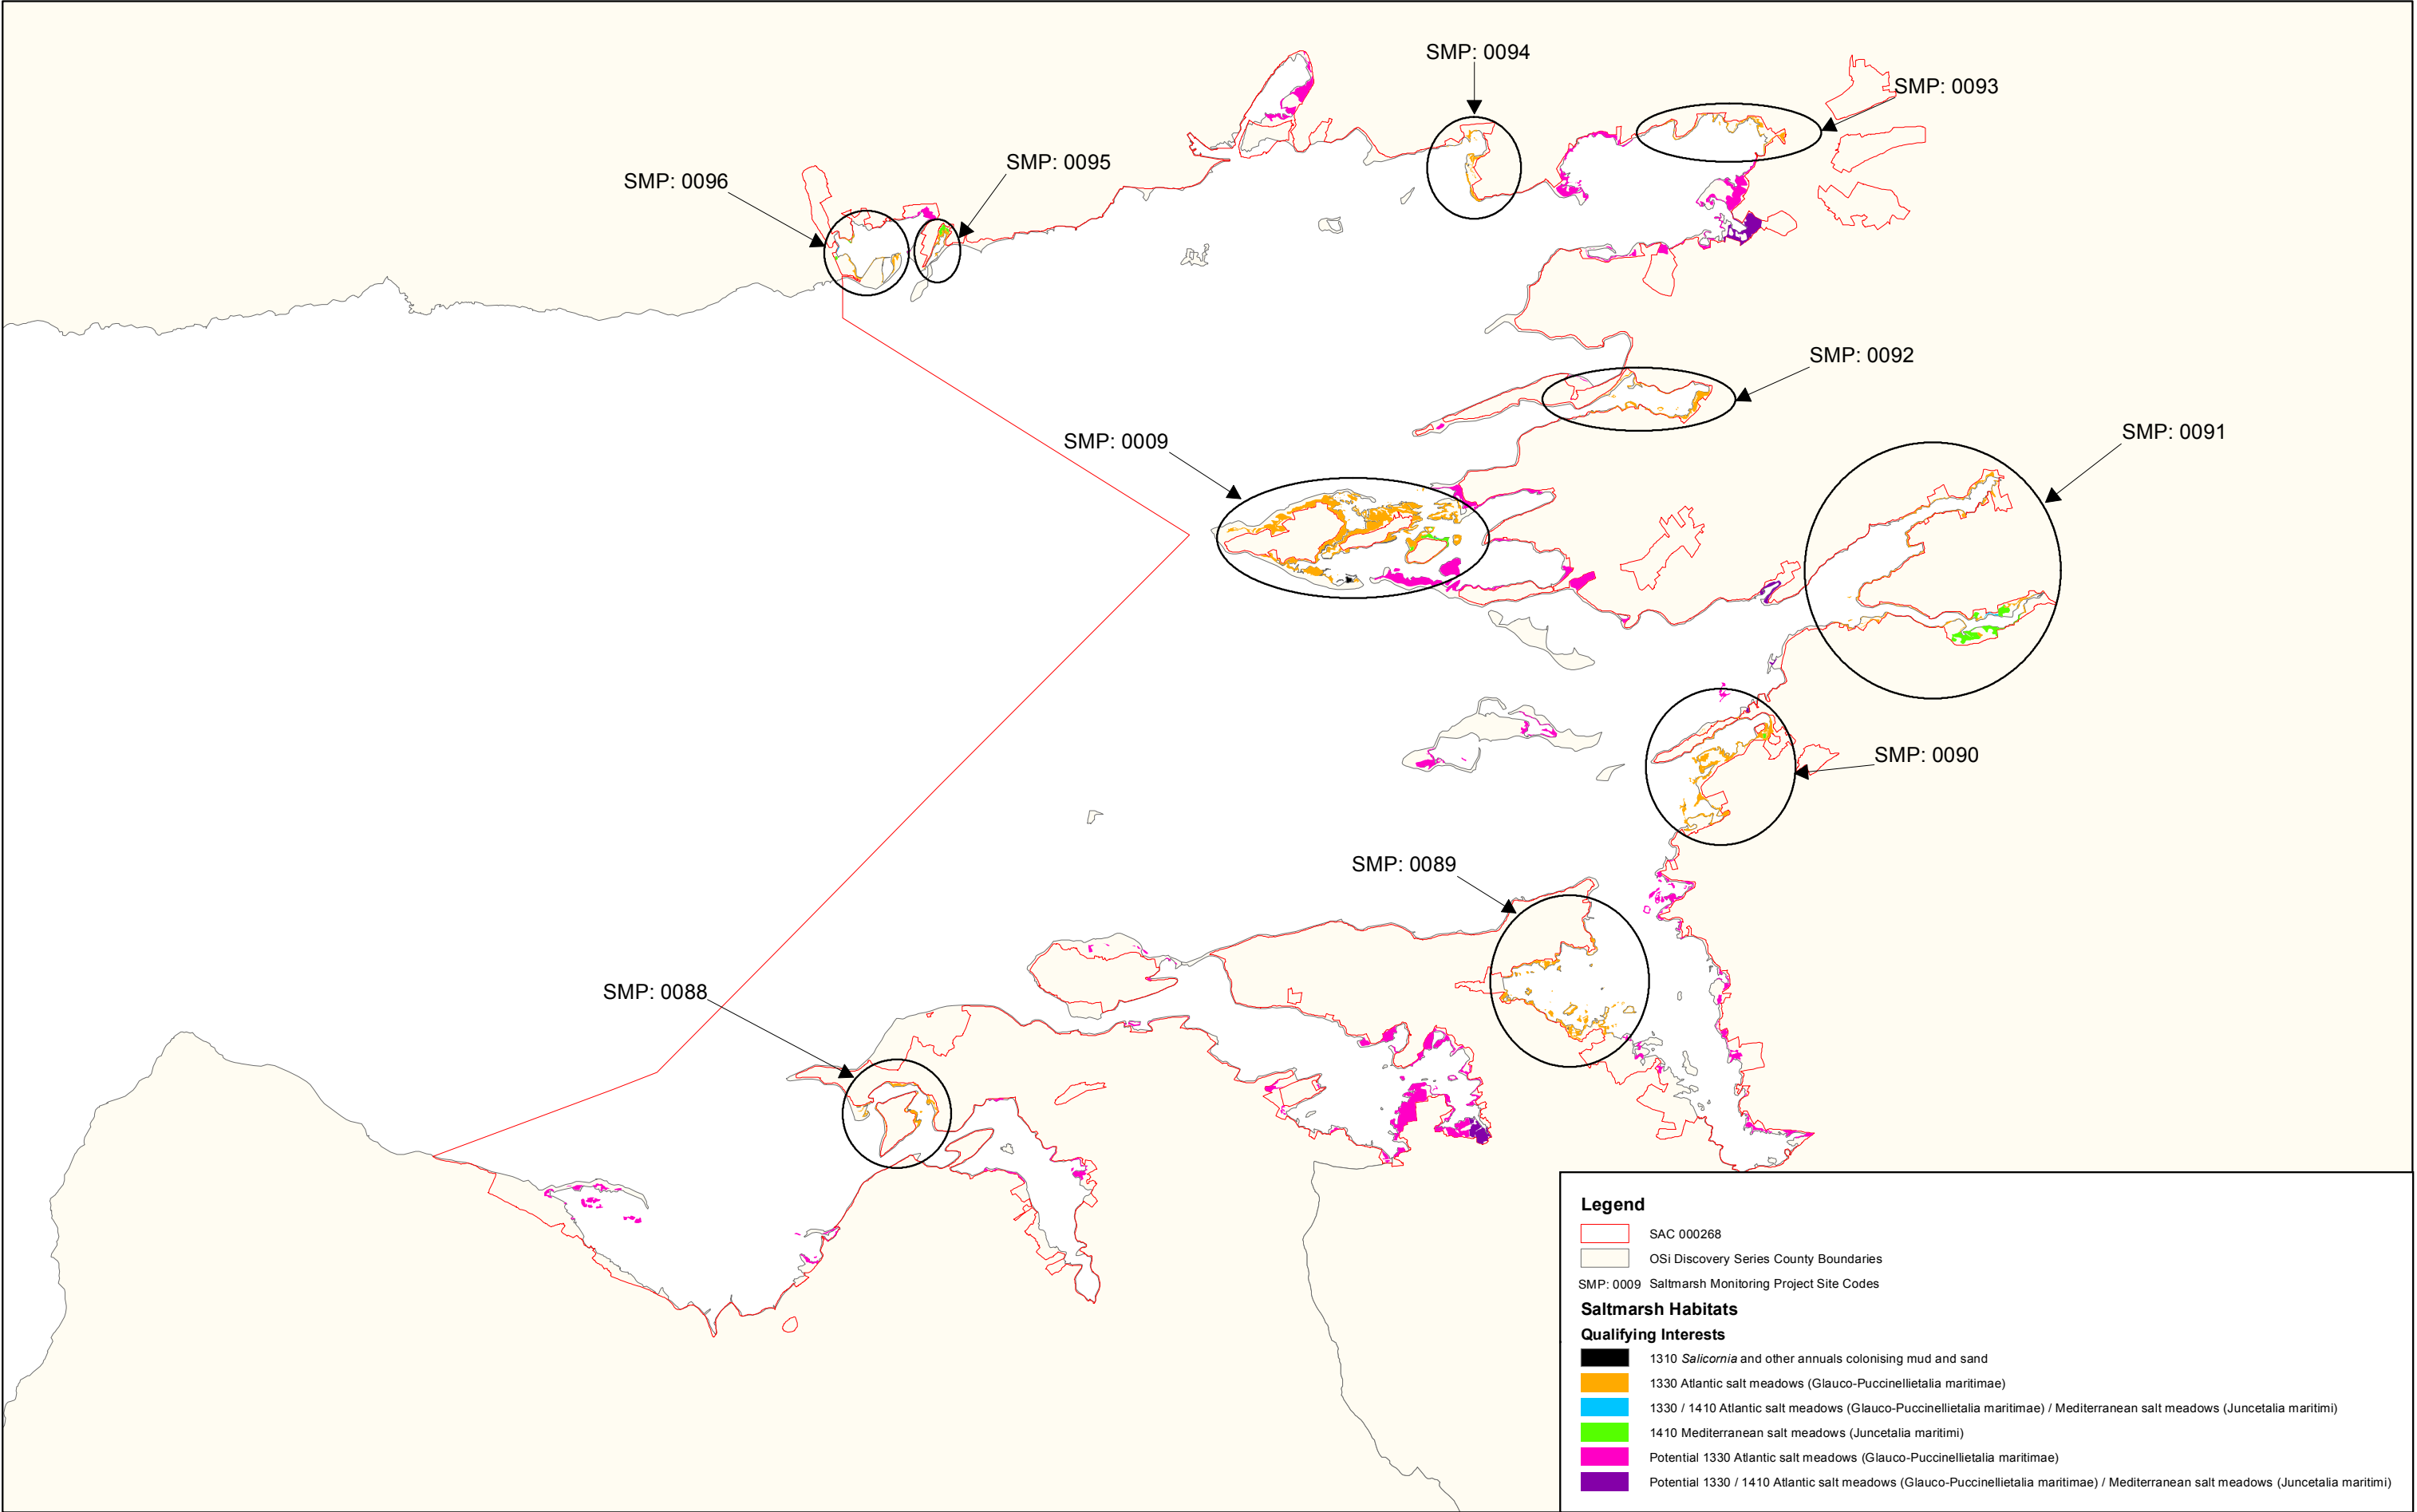 SMP: 0094
SMP: 0093
SMP: 0095
SMP: 0096
SMP: 0092
SMP: 0091
SMP: 0009
SMP: 0090
SMP: 0089
SMP: 0088
Legend
SAC 000268
OSi Discovery Series County Boundaries
SMP: 0009 Saltmarsh Monitoring Project Site Codes
Saltmarsh Habitats
Qualifying Interests
1310 Salicornia and other annuals colonising mud and sand
1330 Atlantic salt meadows (Glauco-Puccinellietalia maritimae)
1330 / 1410 Atlantic salt meadows (Glauco-Puccinellietalia maritimae) / Mediterranean salt meadows (Juncetalia maritimi)
1410 Mediterranean salt meadows (Juncetalia maritimi)
Potential 1330 Atlantic salt meadows (Glauco-Puccinellietalia maritimae)
Potential 1330 / 1410 Atlantic salt meadows (Glauco-Puccinellietalia maritimae) / Mediterranean salt meadows (Juncetalia maritimi)